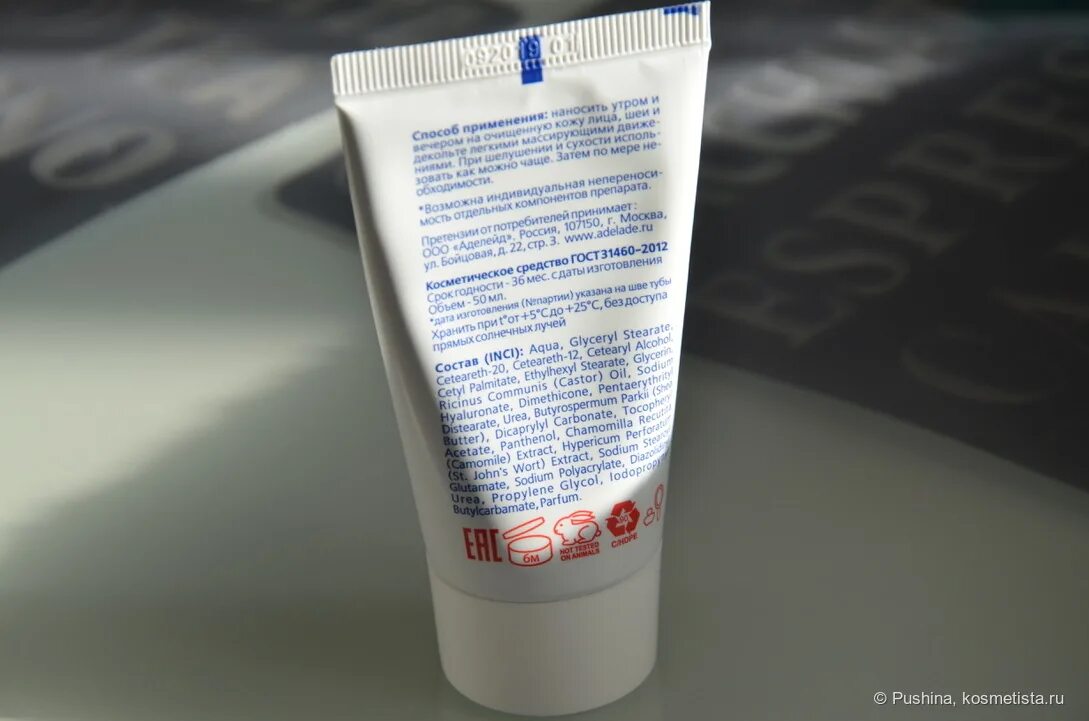 092019 01
Способ применения: наносить утром и
вечером на очищенную кожу лица, шеи и
декольте легкими массирующими движе-
ниями. При шелушении и сухости исполь-
зовать как можно чаще. Затем по мере не-
обходимости.
*Возможна индивидуальная непереноси-
мость отдельных компонентов препарата.
Претензии от потребителей принимает:
ООО «Аделейд», Россия, 107150, г. Москва,
ул. Бойцовая, д. 22, стр. 3. www.adelade.ru
Косметическое средство ГОСТ 31460-2012
Срок годности - 36 мес. с даты изготовления
Объем - 50 мл.
*дата изготовления (№партии) указана на шве тубы
Хранить при t° от +5°C до +25°C, без доступа
прямых солнечных лучей
Состав (INCI): Aqua, Glyceryl Stearate,
Ceteareth-20, Ceteareth-12, Cetearyl Alcohol,
Cetyl Palmitate, Ethylhexyl Stearate, Glycerin,
Ricinus Communis (Castor) Oil, Sodium
Hyaluronate, Dimethicone, Pentaerythrityl
Distearate, Urea, Butyrospermum Parkii (Shea
Butter), Dicaprylyl Carbonate, Tocopheryl
Acetate, Panthenol, Chamomilla Recutita
(Camomile) Extract, Hypericum Perforatum
(St. John's Wort) Extract, Sodium Stearoyl
Glutamate, Sodium Polyacrylate, Diazolidinyl
Urea, Propylene Glycol, Iodopropynyl
Butylcarbamate, Parfum.
EAC 6M NOT TESTED ON ANIMALS C/HDPE
ESPR
© Pushina, kosmetista.ru